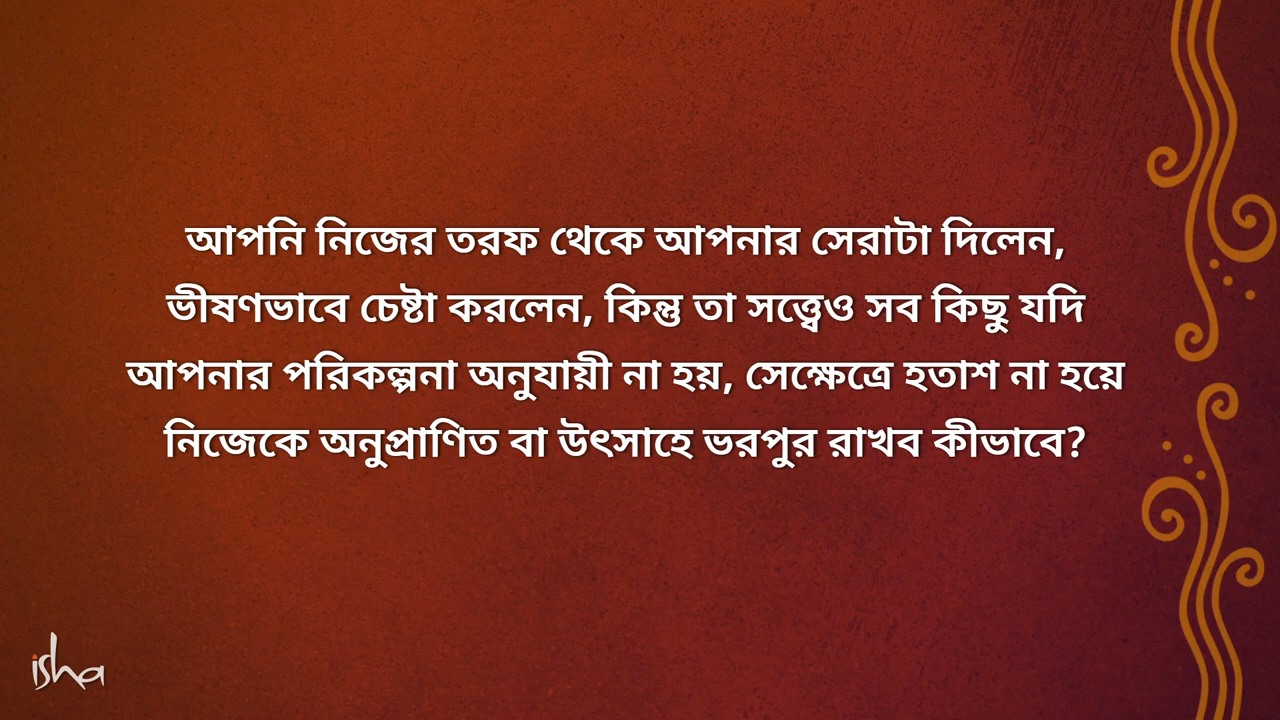 আপনি নিজের তরফ থেকে আপনার সেরাটা দিলেন,
ভীষণভাবে চেষ্টা করলেন, কিন্তু তা সত্ত্বেও সব কিছু যদি
আপনার পরিকল্পনা অনুযায়ী না হয়, সেক্ষেত্রে হতাশ না হয়ে
নিজেকে অনুপ্রাণিত বা উৎসাহে ভরপুর রাখব কীভাবে?
isha